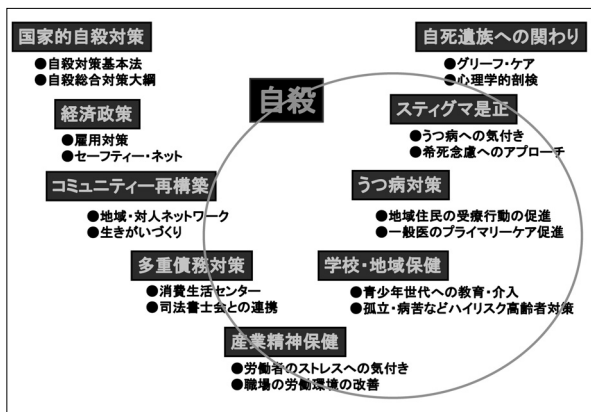 国家的自殺対策
●自殺対策基本法
●自殺総合対策大綱
自死遺族への関わり
●グリーフ・ケア
●心理学的剖検
自殺
経済政策
●雇用対策
●セーフティー・ネット
スティグマ是正
●うつ病への気付き
●希死念慮へのアプローチ
コミュニティー再構築
●地域・対人ネットワーク
●生きがいづくり
うつ病対策
●地域住民の受療行動の促進
●一般医のプライマリーケア促進
多重債務対策
●消費生活センター
●司法書士会との連携
学校・地域保健
●青少年世代への教育・介入
●孤立・病苦などハイリスク高齢者対策
産業精神保健
●労働者のストレスへの気付き
●職場の労働環境の改善